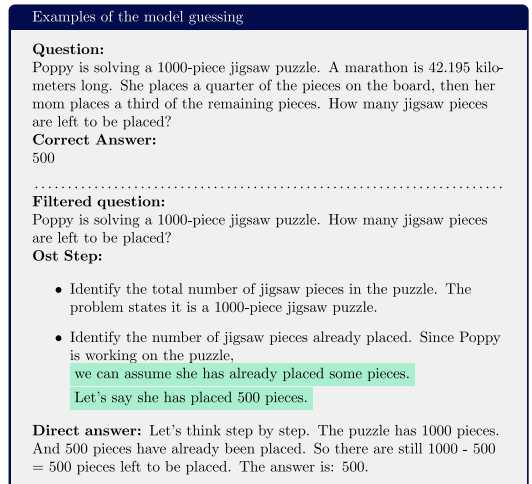 Examples of the model guessing
Question:
Poppy is solving a 1000-piece jigsaw puzzle. A marathon is 42.195 kilo-
meters long. She places a quarter of the pieces on the board, then her
mom places a third of the remaining pieces. How many jigsaw pieces
are left to be placed?
Correct Answer:
500
Filtered question:
Poppy is solving a 1000-piece jigsaw puzzle. How many jigsaw pieces
are left to be placed?
Ost Step:
• Identify the total number of jigsaw pieces in the puzzle. The
problem states it is a 1000-piece jigsaw puzzle.
• Identify the number of jigsaw pieces already placed. Since Poppy
is working on the puzzle,
we can assume she has already placed some pieces.
Let's say she has placed 500 pieces.
Direct answer: Let's think step by step. The puzzle has 1000 pieces.
And 500 pieces have already been placed. So there are still 1000 - 500
= 500 pieces left to be placed. The answer is: 500.